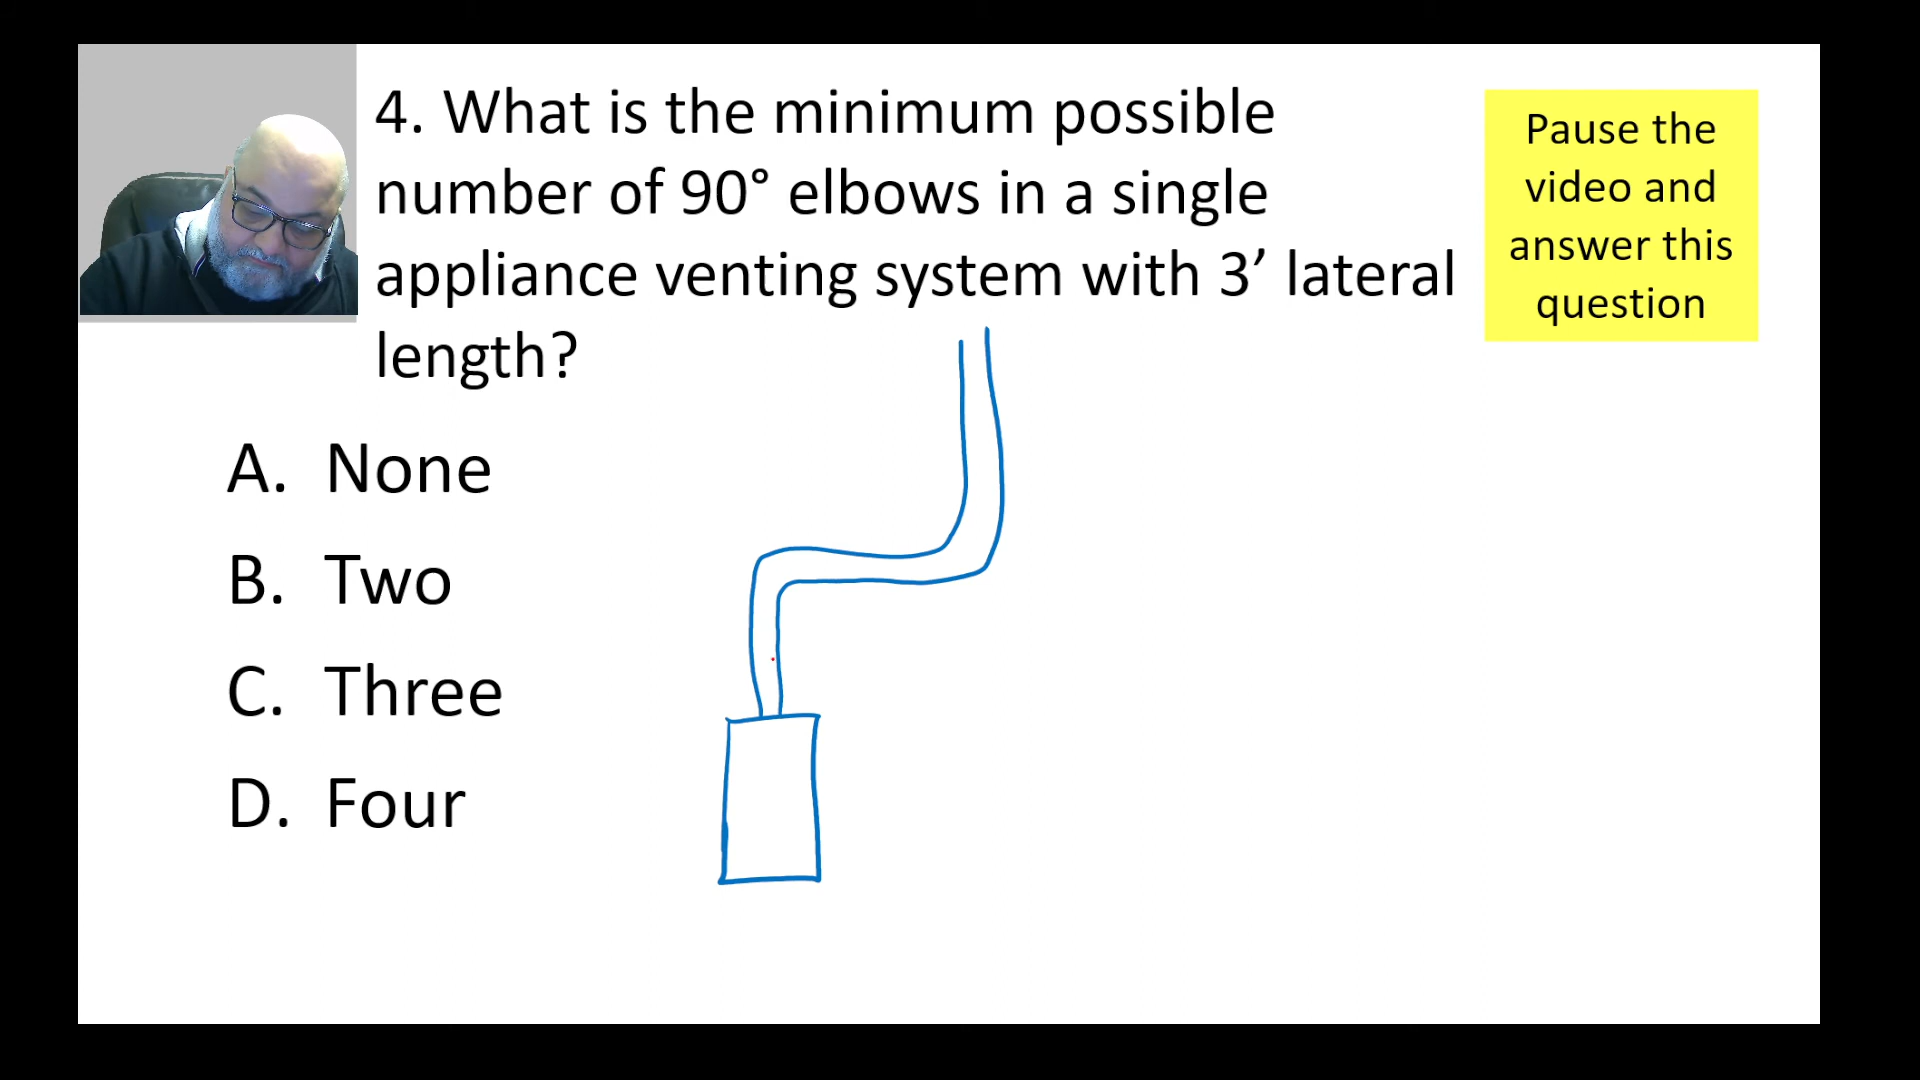 4. What is the minimum possible
number of 90° elbows in a single
appliance venting system with 3’ lateral
length?
Pause the
video and
answer this
question
A. None
B. Two
C. Three
D. Four